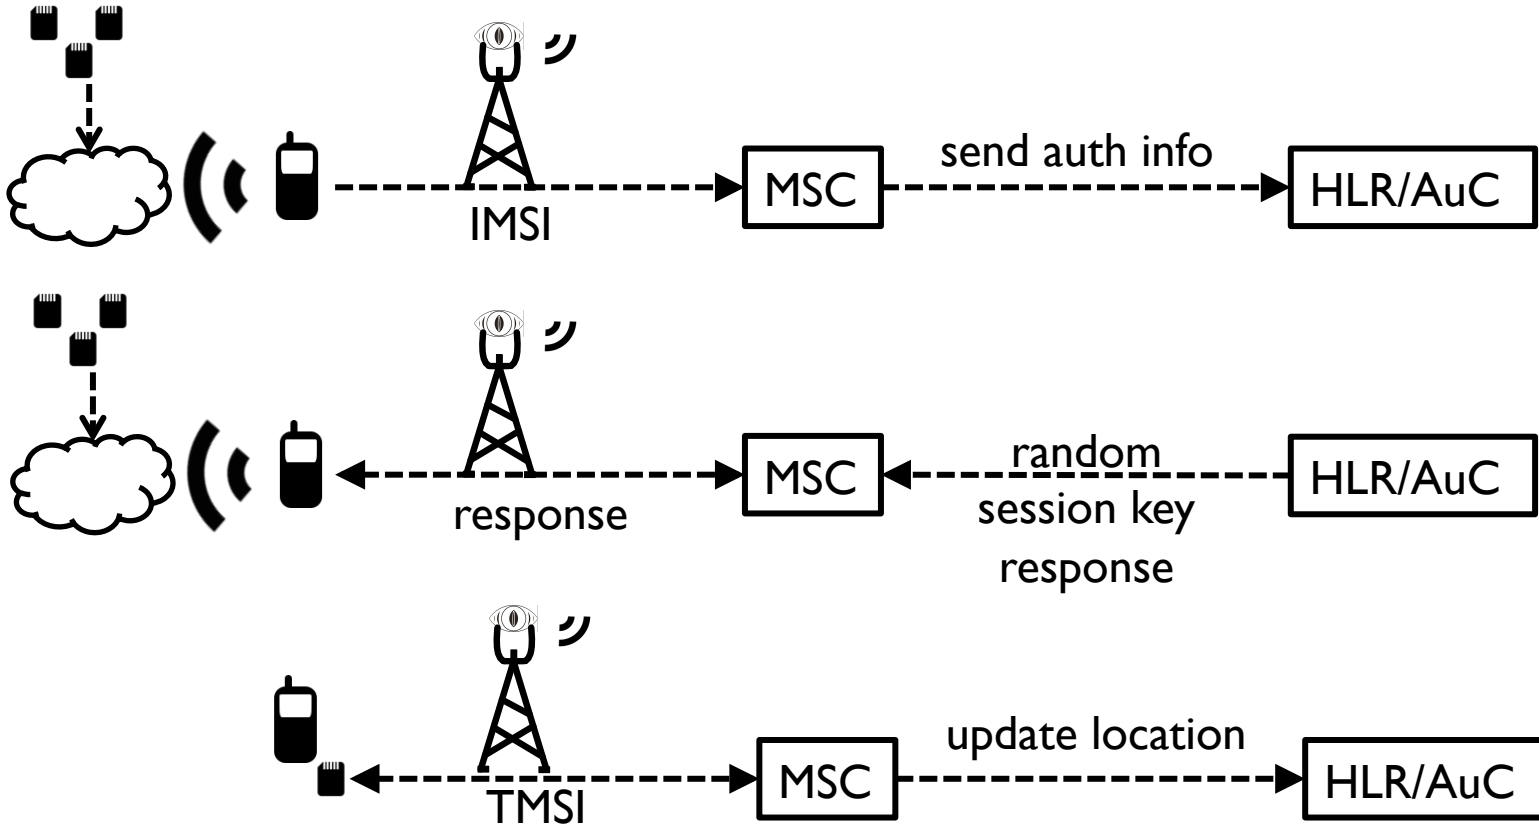 send auth info
MSC
HLR/AuC
IMSI
random
MSC
HLR/AuC
response
session key
response
update location
MSC
HLR/AuC
TMSI